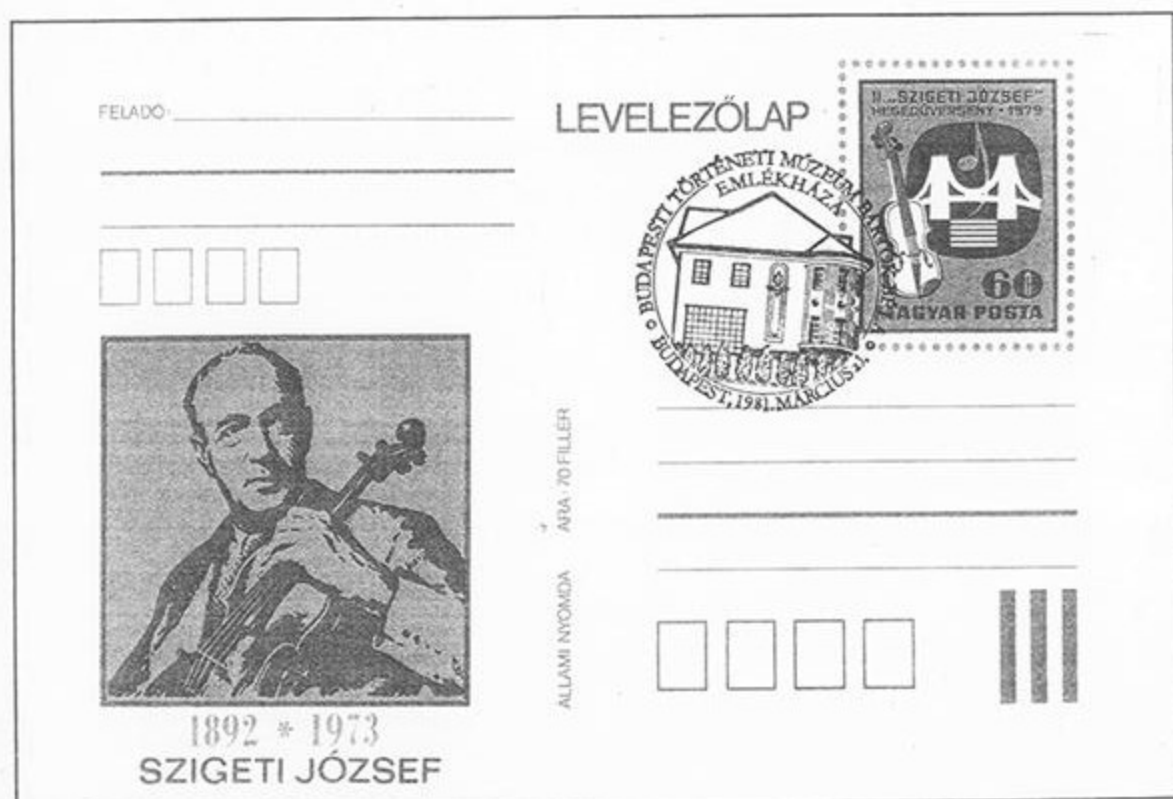 FELADÓ:
LEVELEZŐLAP
II. „SZIGETI JÓZSEF”
HEGEDŰVERSENY · 1979
60
MAGYAR POSTA
BUDAPESTI TÖRTÉNETI MÚZEUM BARTÓK BÉLA
EMLÉKHÁZA
BUDAPEST, 1981. MÁRCIUS
ÁRA: 70 FILLÉR
ÁLLAMI NYOMDA
1892 * 1973
SZIGETI JÓZSEF